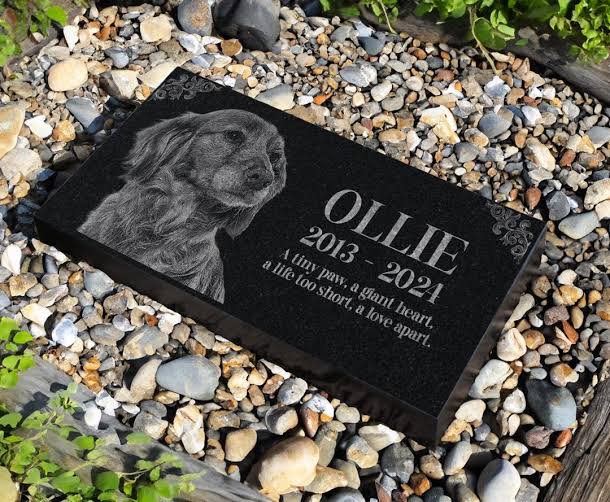 OLLIE
2013 - 2024
A tiny paw, a giant heart,
a life too short, a love apart.